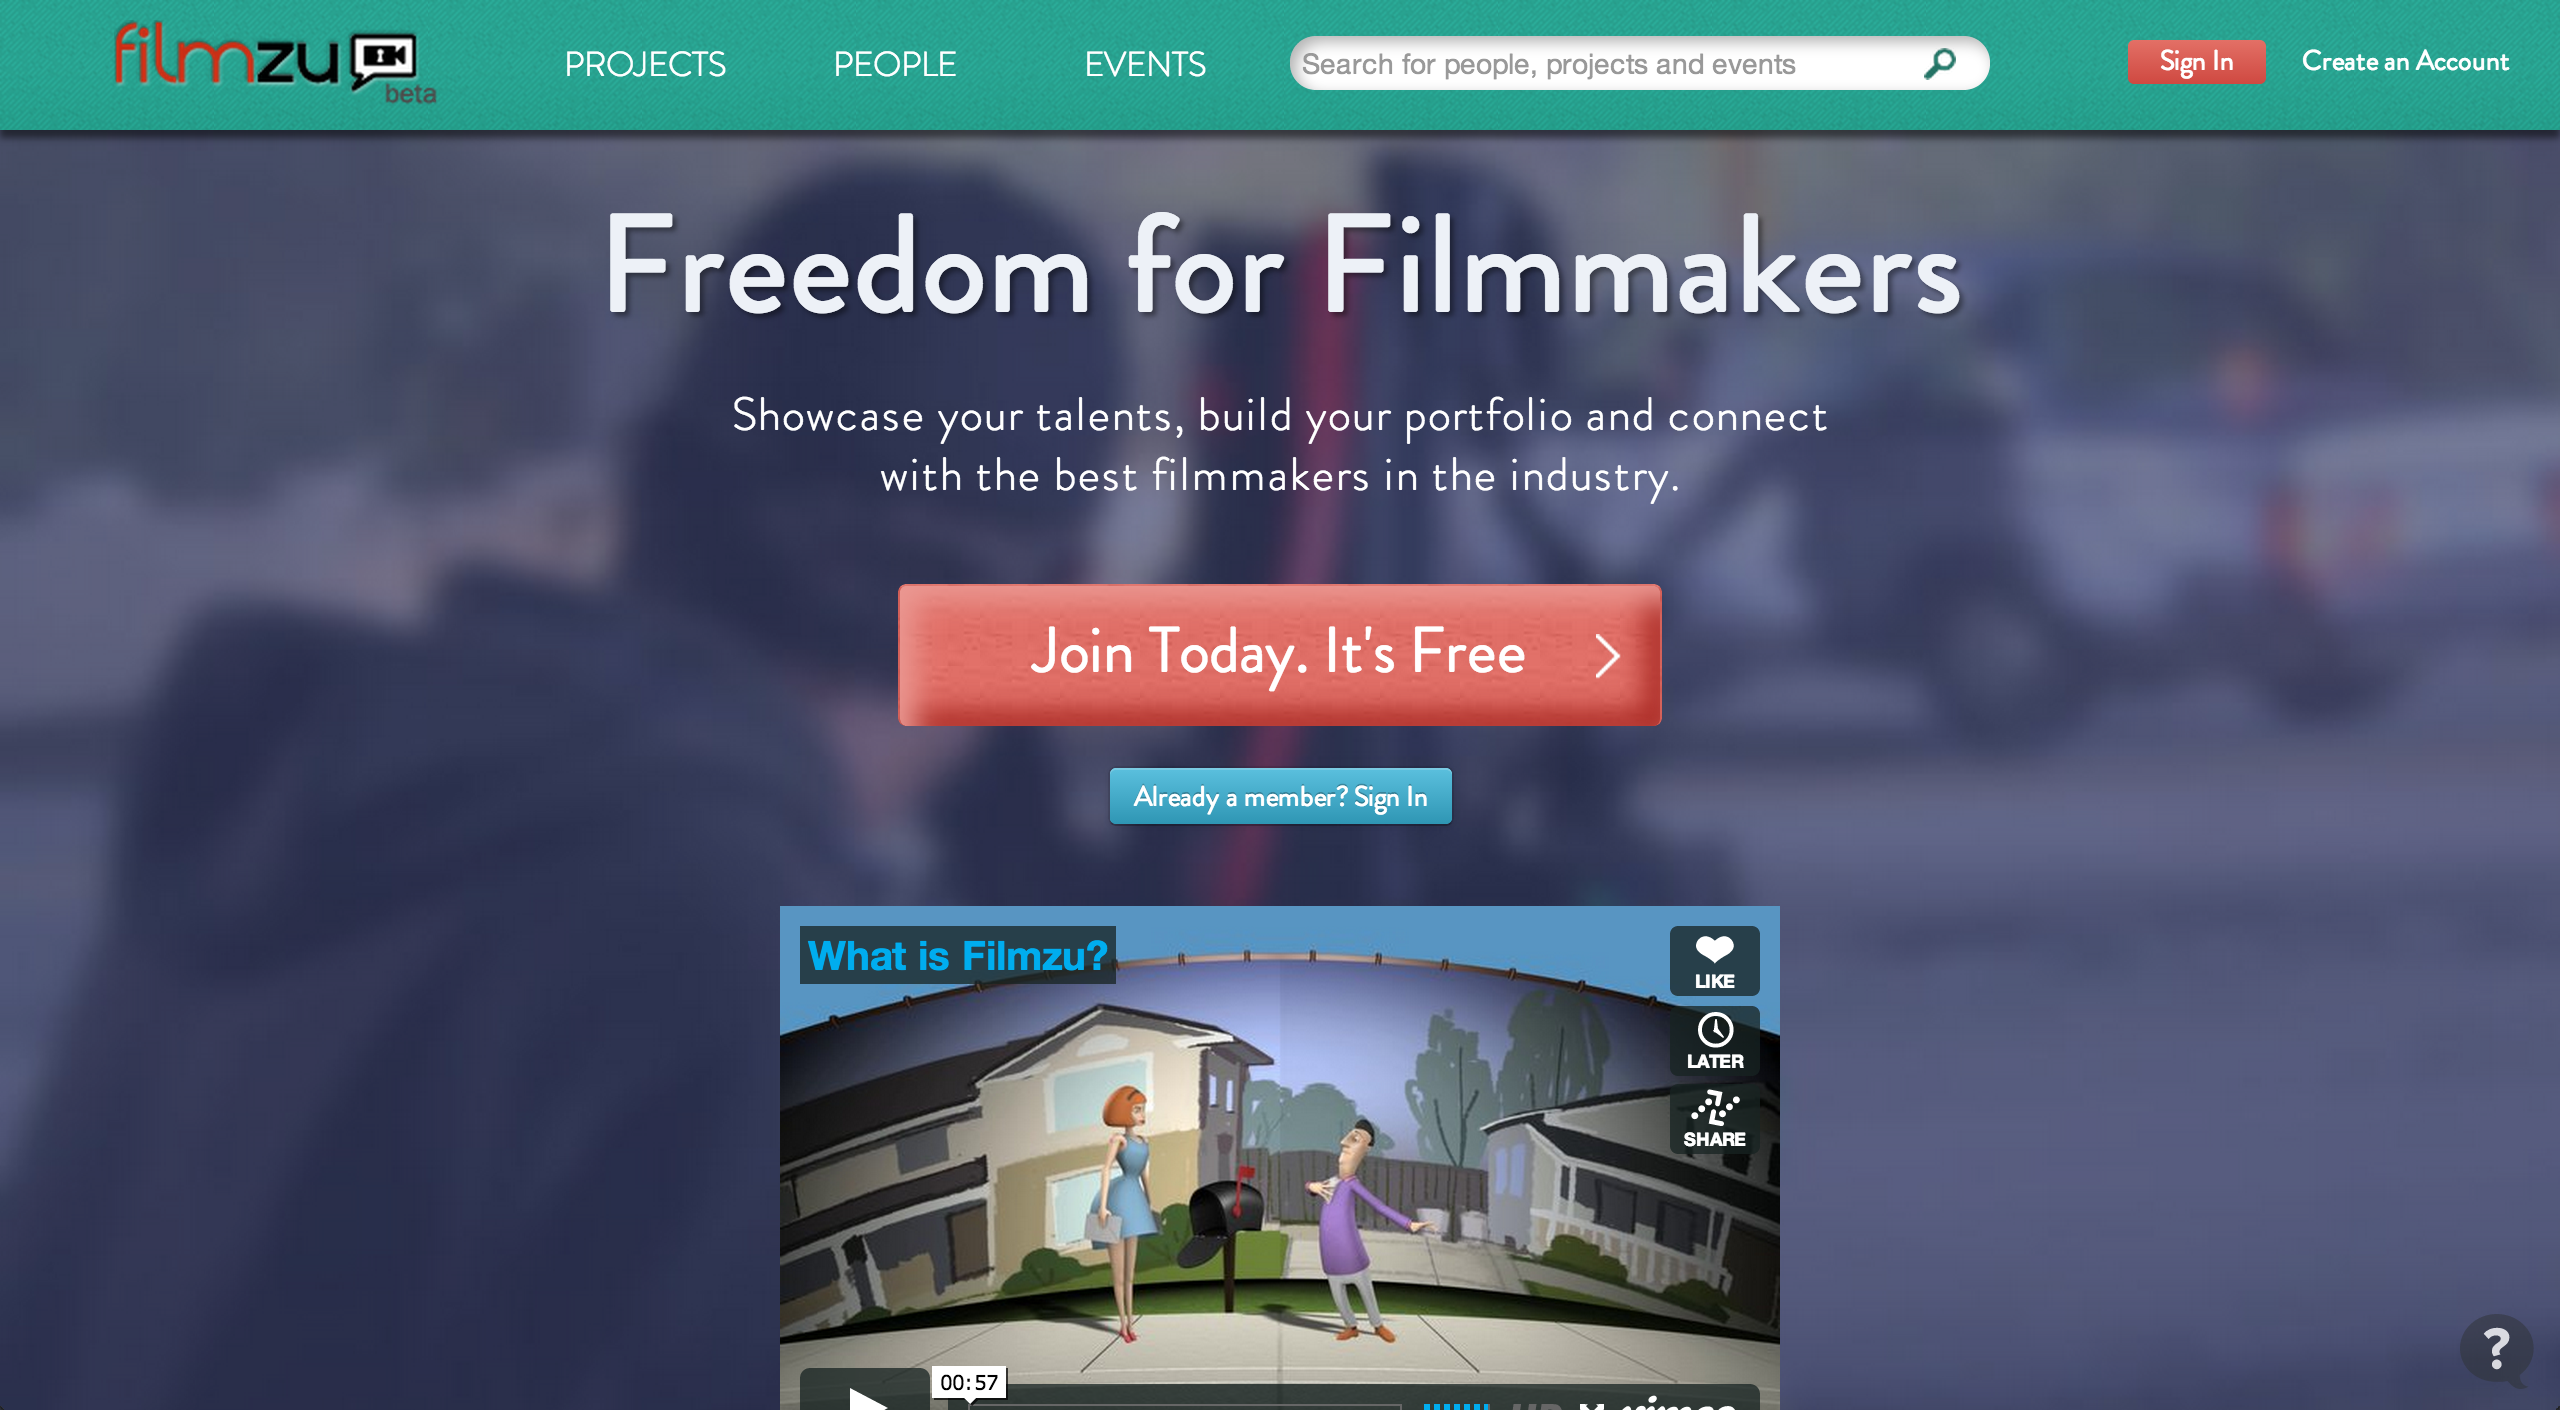 filmzu
beta
PROJECTS
PEOPLE
EVENTS
Search for people, projects and events
Sign In
Create an Account
Freedom for Filmmakers
Showcase your talents, build your portfolio and connect
with the best filmmakers in the industry.
Join Today. It's Free
Already a member? Sign In
What is Filmzu?
LIKE
LATER
SHARE
00:57
HD
vimeo
?